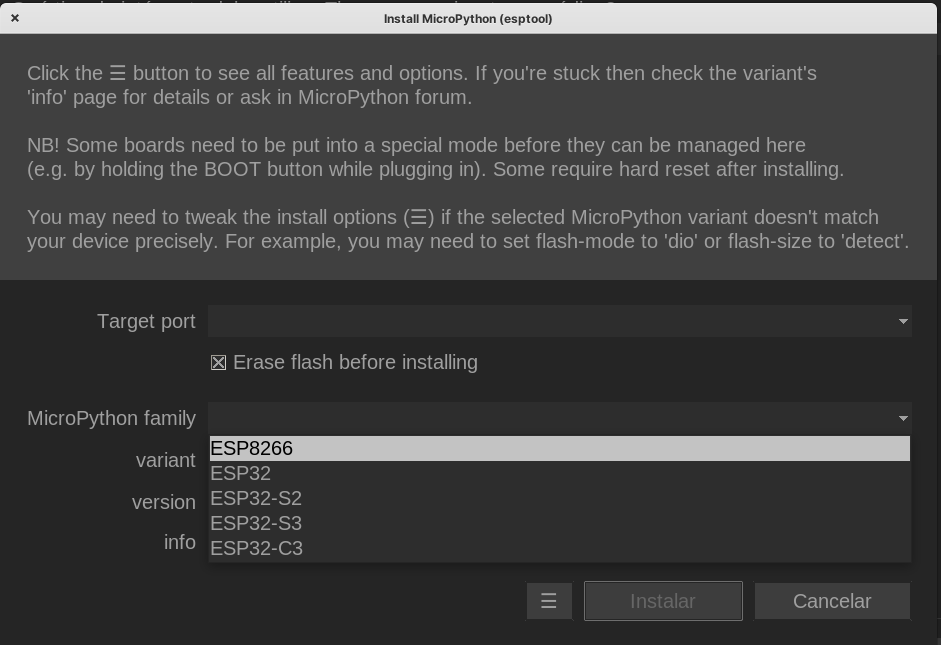 Install MicroPython (esptool)
Click the ☰ button to see all features and options. If you're stuck then check the variant's
'info' page for details or ask in MicroPython forum.
NB! Some boards need to be put into a special mode before they can be managed here
(e.g. by holding the BOOT button while plugging in). Some require hard reset after installing.
You may need to tweak the install options (☰) if the selected MicroPython variant doesn't match
your device precisely. For example, you may need to set flash-mode to 'dio' or flash-size to 'detect'.
Target port
Erase flash before installing
MicroPython family
ESP8266
variant
ESP32
ESP32-S2
version
ESP32-S3
info
ESP32-C3
☰ Instalar Cancelar